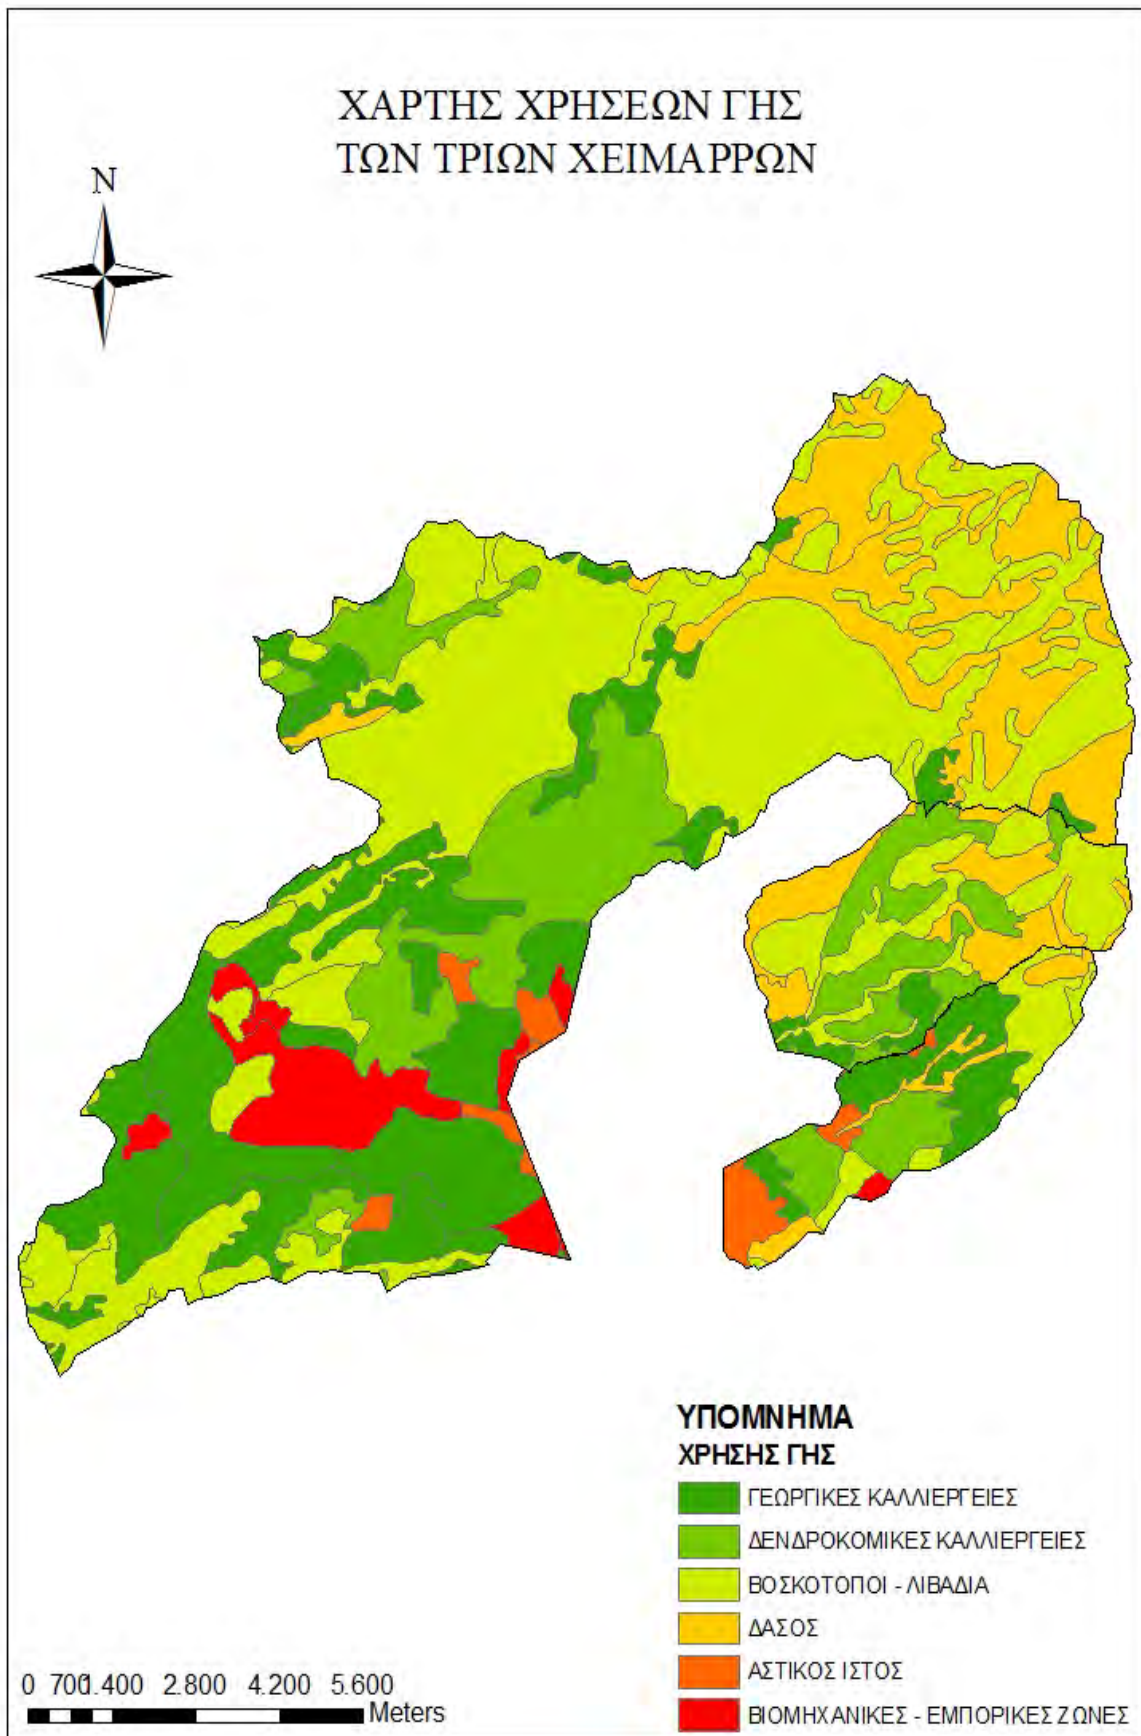 ΧΑΡΤΗΣ ΧΡΗΣΕΩΝ ΓΗΣ
ΤΩΝ ΤΡΙΩΝ ΧΕΙΜΑΡΡΩΝ
N
ΥΠΟΜΝΗΜΑ
ΧΡΗΣΗΣ ΓΗΣ
ΓΕΩΡΓΙΚΕΣ ΚΑΛΛΙΕΡΓΕΙΕΣ
ΔΕΝΔΡΟΚΟΜΙΚΕΣ ΚΑΛΛΙΕΡΓΕΙΕΣ
ΒΟΣΚΟΤΟΠΟΙ - ΛΙΒΑΔΙΑ
ΔΑΣΟΣ
ΑΣΤΙΚΟΣ ΙΣΤΟΣ
ΒΙΟΜΗΧΑΝΙΚΕΣ - ΕΜΠΟΡΙΚΕΣ ΖΩΝΕΣ
0 700 1.400 2.800 4.200 5.600
Meters